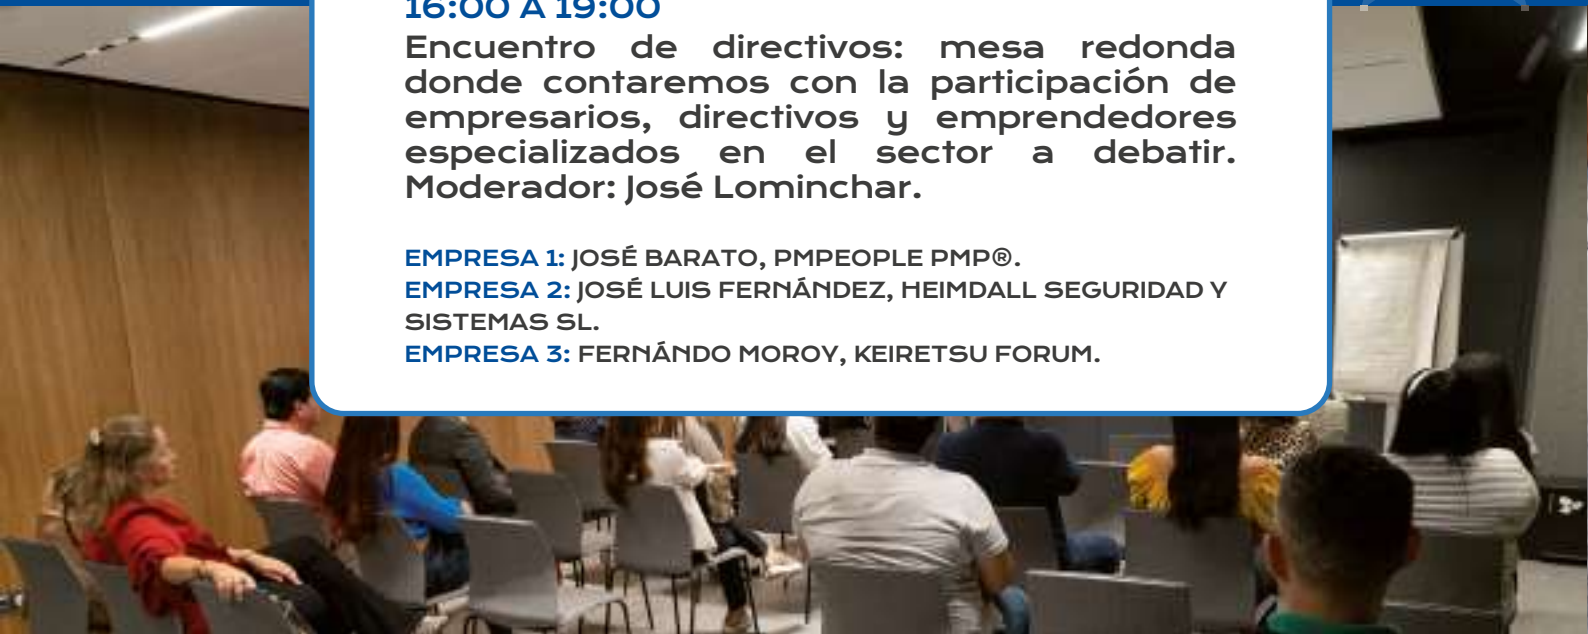 16:00 A 19:00
Encuentro de directivos: mesa redonda
donde contaremos con la participación de
empresarios, directivos y emprendedores
especializados en el sector a debatir.
Moderador: José Lominchar.
EMPRESA 1: JOSÉ BARATO, PMPEOPLE PMP®.
EMPRESA 2: JOSÉ LUIS FERNÁNDEZ, HEIMDALL SEGURIDAD Y
SISTEMAS SL.
EMPRESA 3: FERNÁNDO MOROY, KEIRETSU FORUM.